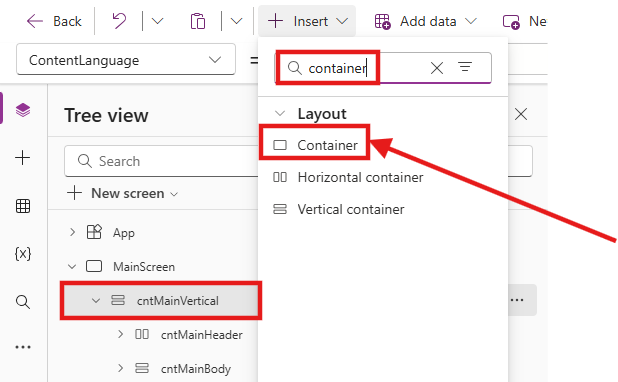 Back
Insert
Add data
Ne
ContentLanguage
=
container
Tree view
Layout
Search
Container
New screen
Horizontal container
Vertical container
App
MainScreen
cntMainVertical
cntMainHeader
cntMainBody
{x}